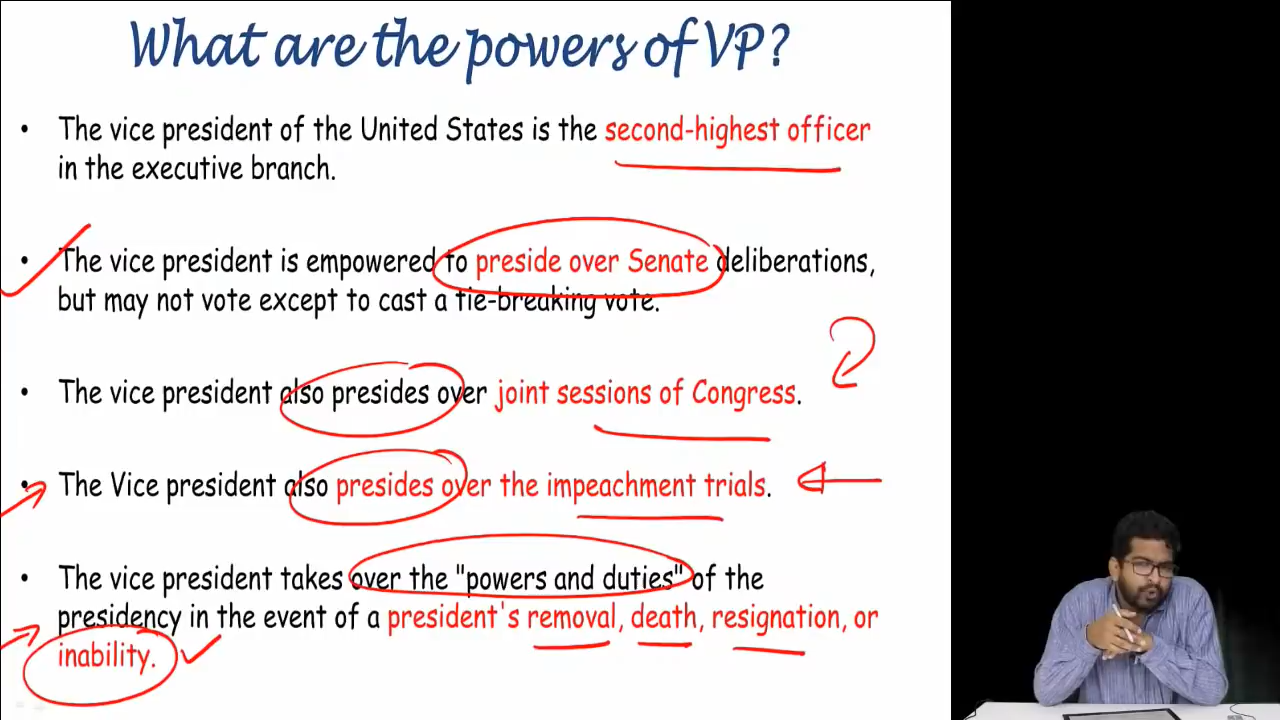 What are the powers of VP?
• The vice president of the United States is the second-highest officer
in the executive branch.
• The vice president is empowered to preside over Senate deliberations,
but may not vote except to cast a tie-breaking vote.
• The vice president also presides over joint sessions of Congress.
• The Vice president also presides over the impeachment trials.
• The vice president takes over the "powers and duties" of the
presidency in the event of a president's removal, death, resignation, or
inability.